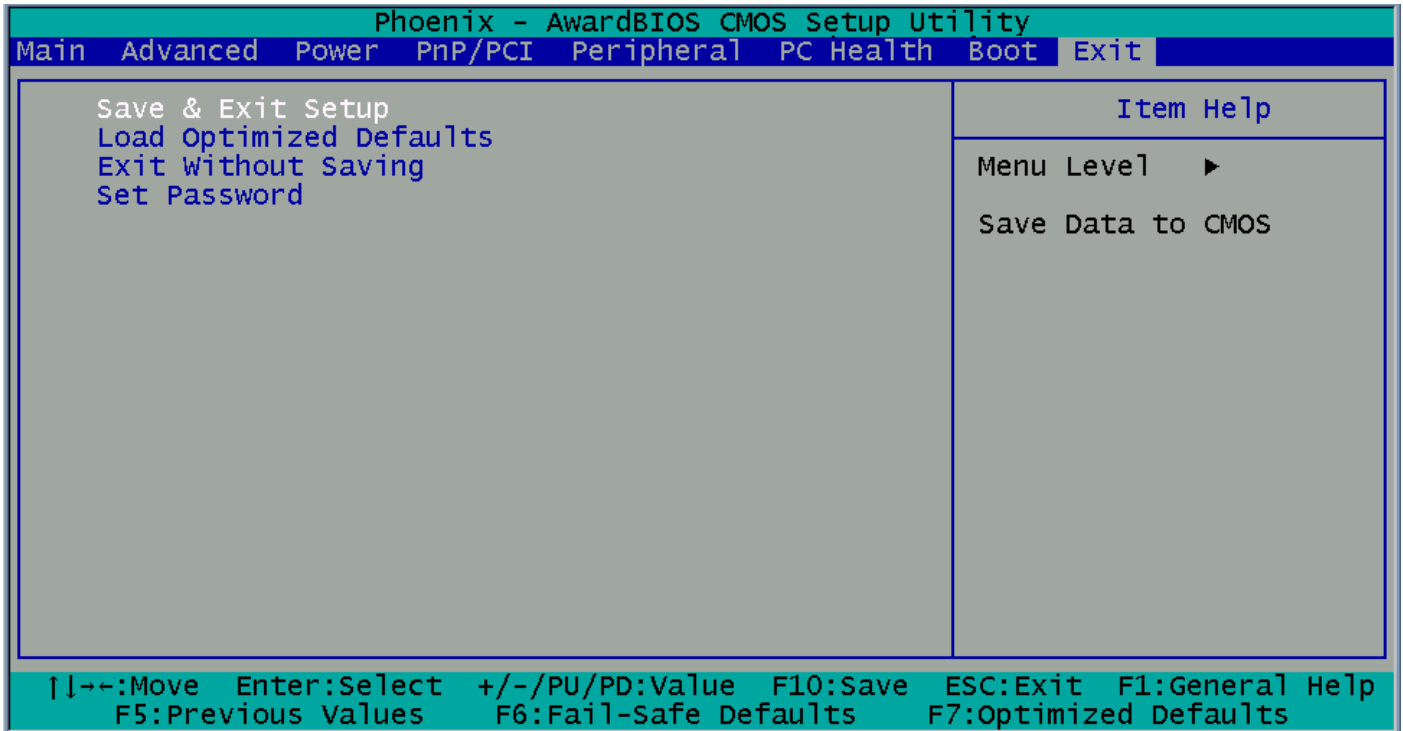 Phoenix - AwardBIOS CMOS Setup Utility
Main Advanced Power PnP/PCI Peripheral PC Health Boot Exit
Save & Exit Setup
Load Optimized Defaults
Exit Without Saving
Set Password
Item Help
Menu Level ►
Save Data to CMOS
↑↓→←:Move Enter:Select +/-/PU/PD:Value F10:Save ESC:Exit F1:General Help
F5:Previous Values F6:Fail-Safe Defaults F7:Optimized Defaults